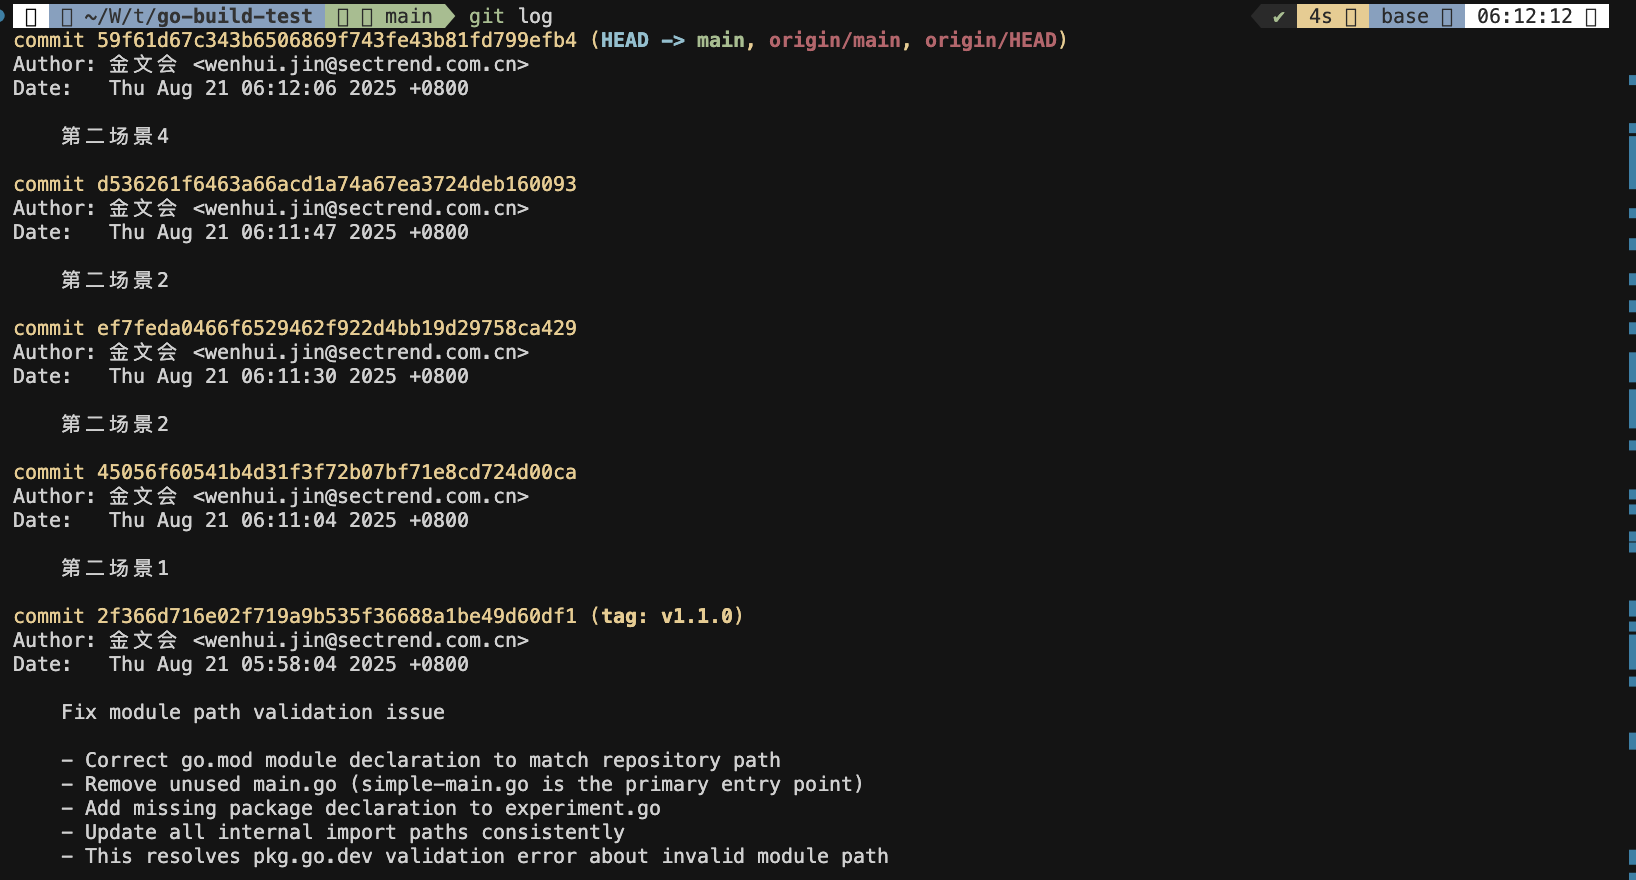 ~/W/t/go-build-test main git log ✔ 4s base 06:12:12
commit 59f61d67c343b6506869f743fe43b81fd799efb4 (HEAD -> main, origin/main, origin/HEAD)
Author: 金文会 <wenhui.jin@sectrend.com.cn>
Date:   Thu Aug 21 06:12:06 2025 +0800
第二场景4
commit d536261f6463a66acd1a74a67ea3724deb160093
Author: 金文会 <wenhui.jin@sectrend.com.cn>
Date:   Thu Aug 21 06:11:47 2025 +0800
第二场景2
commit ef7feda0466f6529462f922d4bb19d29758ca429
Author: 金文会 <wenhui.jin@sectrend.com.cn>
Date:   Thu Aug 21 06:11:30 2025 +0800
第二场景2
commit 45056f60541b4d31f3f72b07bf71e8cd724d00ca
Author: 金文会 <wenhui.jin@sectrend.com.cn>
Date:   Thu Aug 21 06:11:04 2025 +0800
第二场景1
commit 2f366d716e02f719a9b535f36688a1be49d60df1 (tag: v1.1.0)
Author: 金文会 <wenhui.jin@sectrend.com.cn>
Date:   Thu Aug 21 05:58:04 2025 +0800
Fix module path validation issue
- Correct go.mod module declaration to match repository path
- Remove unused main.go (simple-main.go is the primary entry point)
- Add missing package declaration to experiment.go
- Update all internal import paths consistently
- This resolves pkg.go.dev validation error about invalid module path